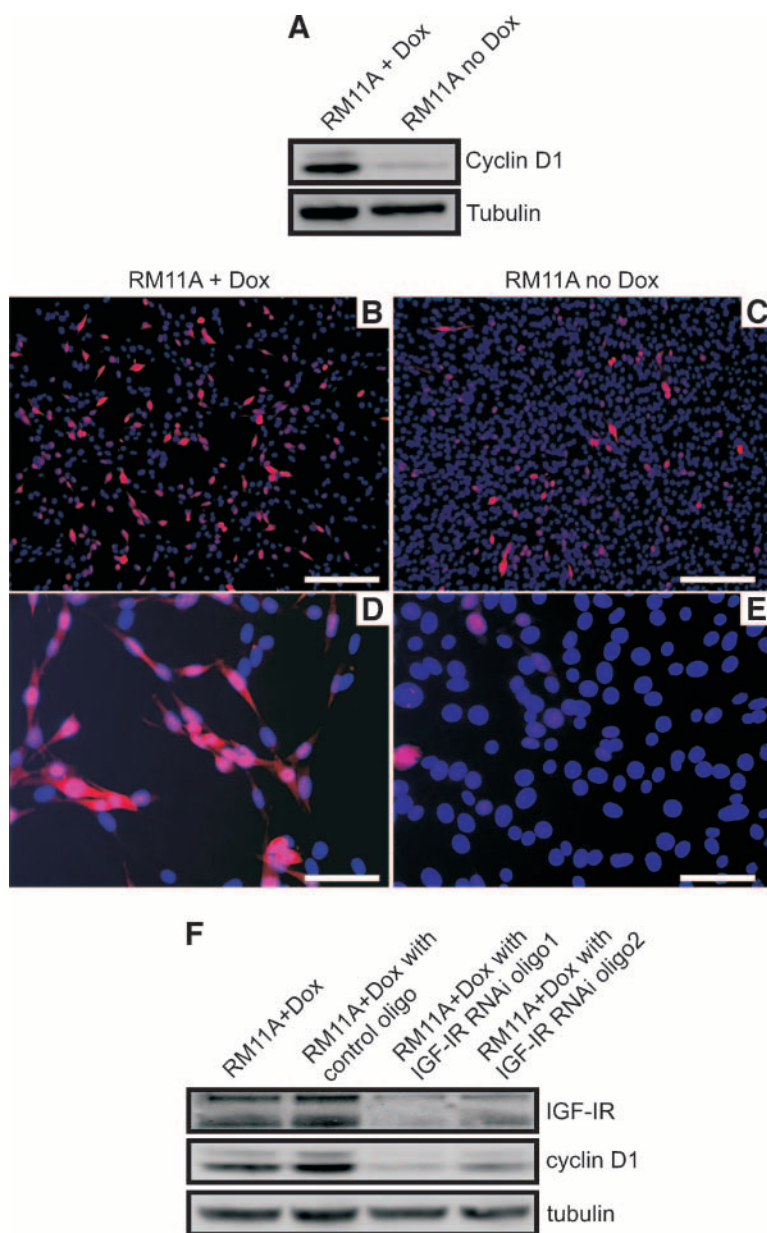 A
RM11A + Dox
RM11A no Dox
Cyclin D1
Tubulin
RM11A + Dox
RM11A no Dox
B
C
D
E
F
RM11A+Dox
RM11A+Dox with
control oligo
RM11A+Dox with
IGF-IR RNAi oligo1
RM11A+Dox with
IGF-IR RNAi oligo2
IGF-IR
cyclin D1
tubulin